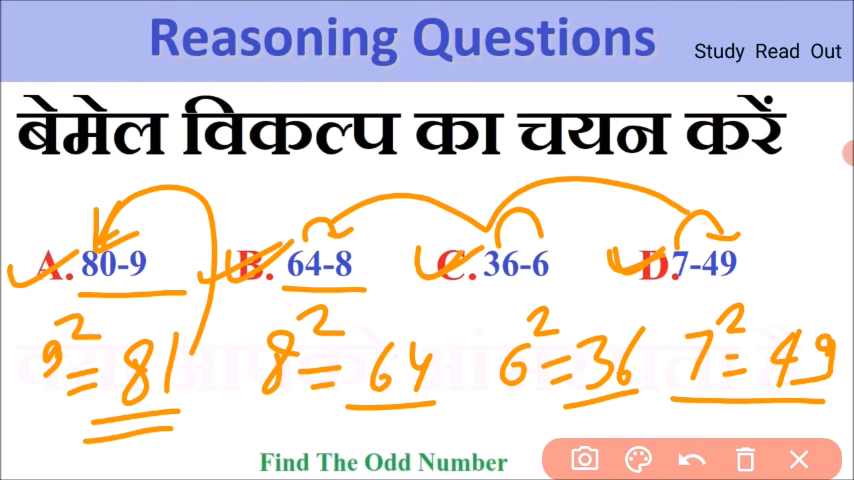 Reasoning Questions
Study Read Out
बेमेल विकल्प का चयन करें
A. 80-9 B. 64-8 C. 36-6 D. 7-49
9² = 81 8² = 64 6² = 36 7² = 49
Find The Odd Number